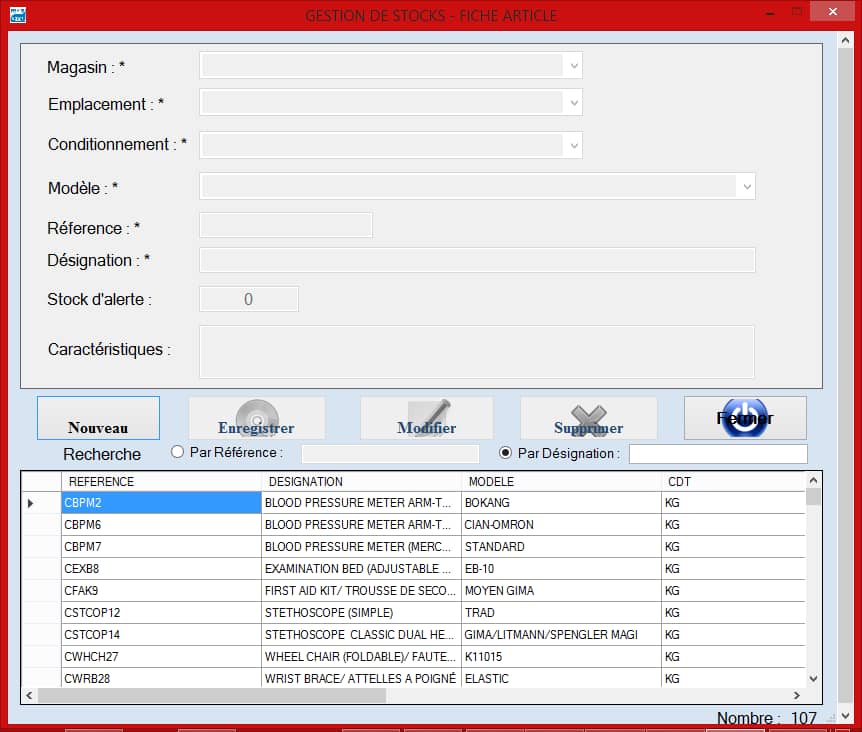 GESTION DE STOCKS - FICHE ARTICLE
Magasin : *
Emplacement : *
Conditionnement : *
Modèle : *
Réference : *
Désignation : *
Stock d'alerte : 0
Caractéristiques :
Nouveau Enregistrer Modifier Supprimer Fermer
Recherche Par Référence : Par Désignation :
REFERENCE DESIGNATION MODELE CDT
CBPM2 BLOOD PRESSURE METER ARM-T... BOKANG KG
CBPM6 BLOOD PRESSURE METER ARM-T... CIAN-OMRON KG
CBPM7 BLOOD PRESSURE METER (MERC... STANDARD KG
CEXB8 EXAMINATION BED (ADJUSTABLE ... EB-10 KG
CFAK9 FIRST AID KIT/ TROUSSE DE SECO... MOYEN GIMA KG
CSTCOP12 STETHOSCOPE (SIMPLE) TRAD KG
CSTCOP14 STETHOSCOPE CLASSIC DUAL HE... GIMA/LITMANN/SPENGLER MAGI KG
CWHCH27 WHEEL CHAIR (FOLDABLE)/ FAUTE... K11015 KG
CWRB28 WRIST BRACE/ ATTELLES A POIGNÉ ELASTIC KG
Nombre : 107